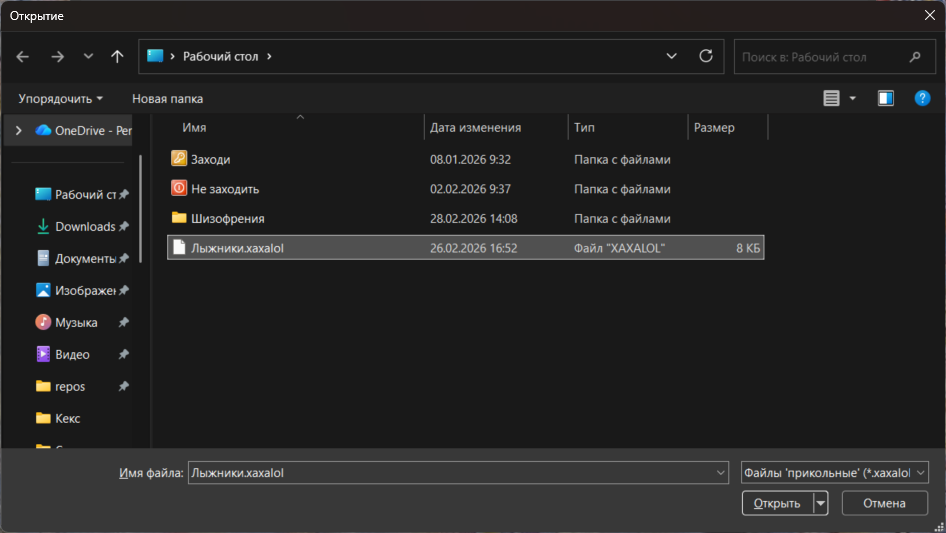 Открытие
Рабочий стол
Поиск в: Рабочий стол
Упорядочить
Новая папка
?
OneDrive - Per
Рабочий ст
Downloads
Документы
Изображен
Музыка
Видео
repos
Кекс
Имя Дата изменения Тип Размер
Заходи 08.01.2026 9:32 Папка с файлами
Не заходить 02.02.2026 9:37 Папка с файлами
Шизофрения 28.02.2026 14:08 Папка с файлами
Лыжники.xaxalol 26.02.2026 16:52 Файл "XAXALOL" 8 КБ
Имя файла: Лыжники.xaxalol
Файлы 'прикольные' (*.xaxalol
Открыть
Отмена